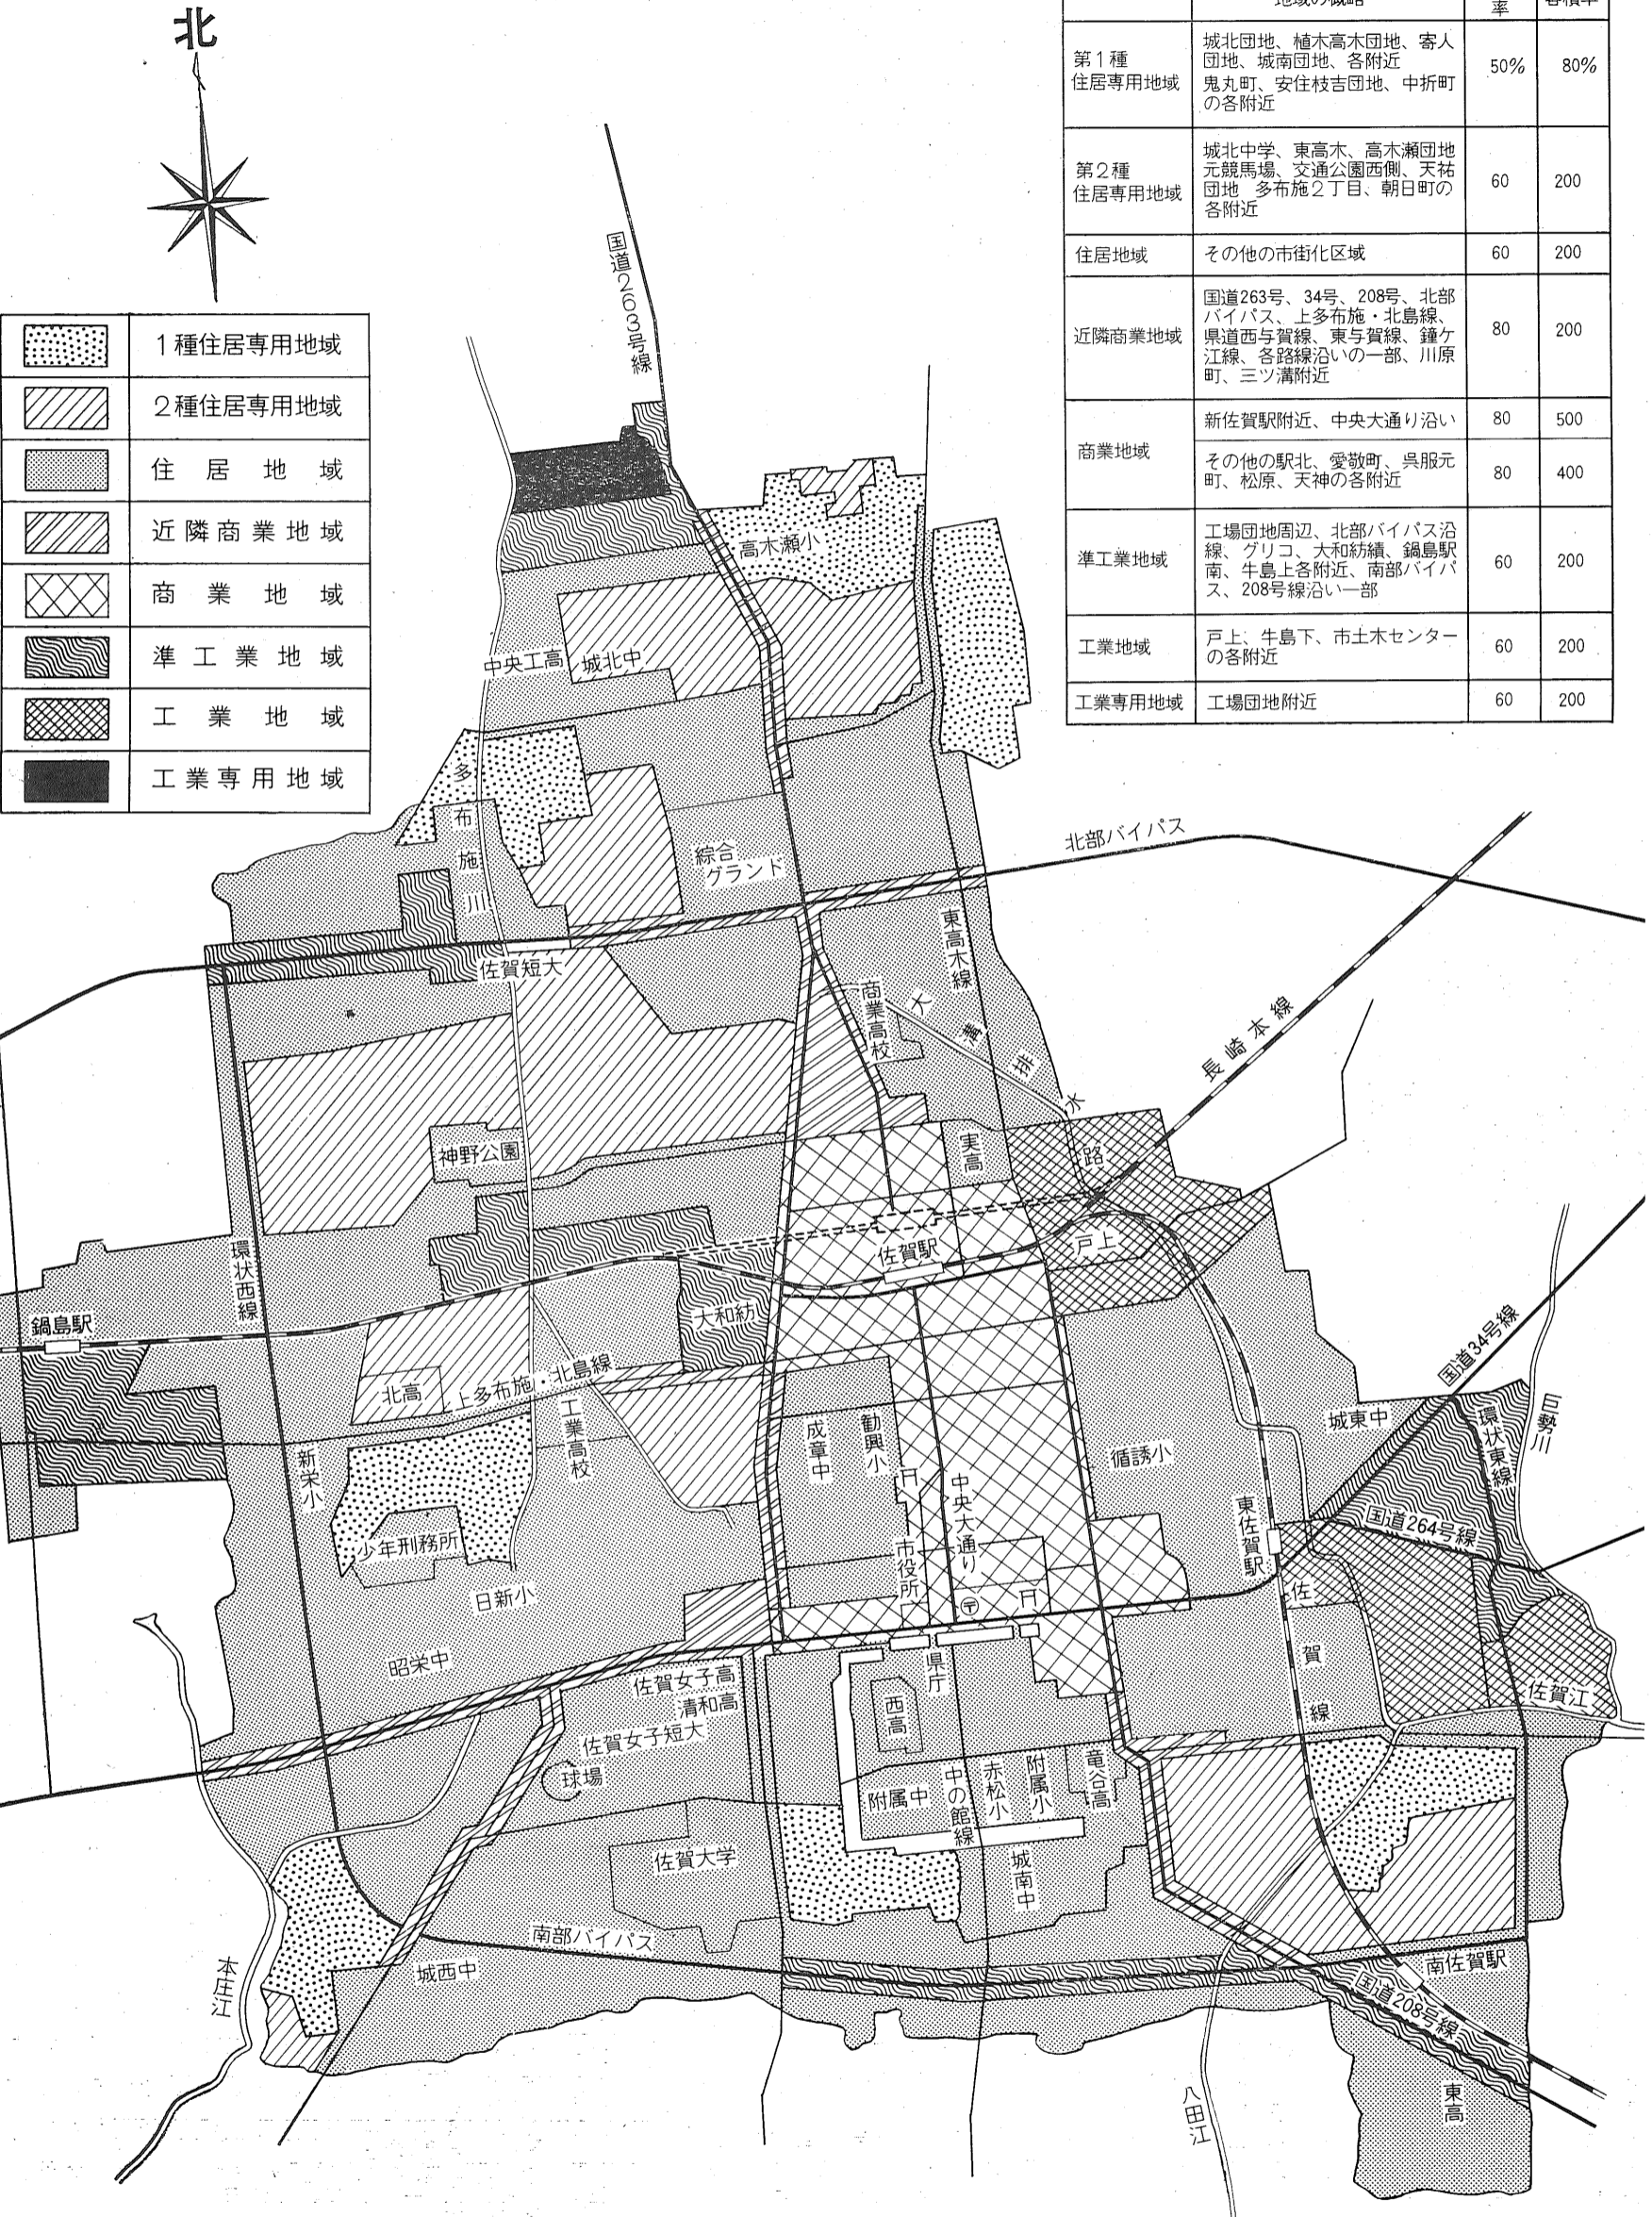 北
地域の概略
率
容積率
第1種
住居専用地域
城北団地、植木高木団地、寄人
団地、城南団地、各附近
鬼丸町、安住枝吉団地、中折町
の各附近
50%
80%
第2種
住居専用地域
城北中学、東高木、高木瀬団地
元競馬場、交通公園西側、天祐
団地 多布施2丁目、朝日町の
各附近
60
200
住居地域
その他の市街化区域
60
200
近隣商業地域
国道263号、34号、208号、北部
バイパス、上多布施・北島線、
県道西与賀線、東与賀線、鐘ケ
江線、各路線沿いの一部、川原
町、三ツ溝附近
80
200
商業地域
新佐賀駅附近、中央大通り沿い
80
500
その他の駅北、愛敬町、呉服元
町、松原、天神の各附近
80
400
準工業地域
工場団地周辺、北部バイパス沿
線、グリコ、大和紡績、鍋島駅
南、牛島上各附近、南部バイパ
ス、208号線沿い一部
60
200
工業地域
戸上、牛島下、市土木センター
の各附近
60
200
工業専用地域
工場団地附近
60
200
1種住居専用地域
2種住居専用地域
住居地域
近隣商業地域
商業地域
準工業地域
工業地域
工業専用地域
国道263号線
高木瀬小
中央工高
城北中
多布施川
綜合
グランド
北部バイパス
東高木線
佐賀短大
商業高校
大溝排水路
長崎本線
神野公園
実高
環状西線
佐賀駅
戸上
鍋島駅
大和紡
国道34号線
北高
上多布施・北島線
工業高校
成章中
勧興小
循誘小
城東中
環状東線
巨勢川
新栄小
中央大通り
東佐賀駅
国道264号線
少年刑務所
市役所
日新小
〒
佐賀線
昭栄中
佐賀女子高
清和高
県庁
佐賀江
西高
佐賀女子短大
球場
附属中
中の館線
赤松小
附属小
竜谷高
佐賀大学
城南中
南部バイパス
城西中
本庄江
南佐賀駅
国道208号線
八田江
東高